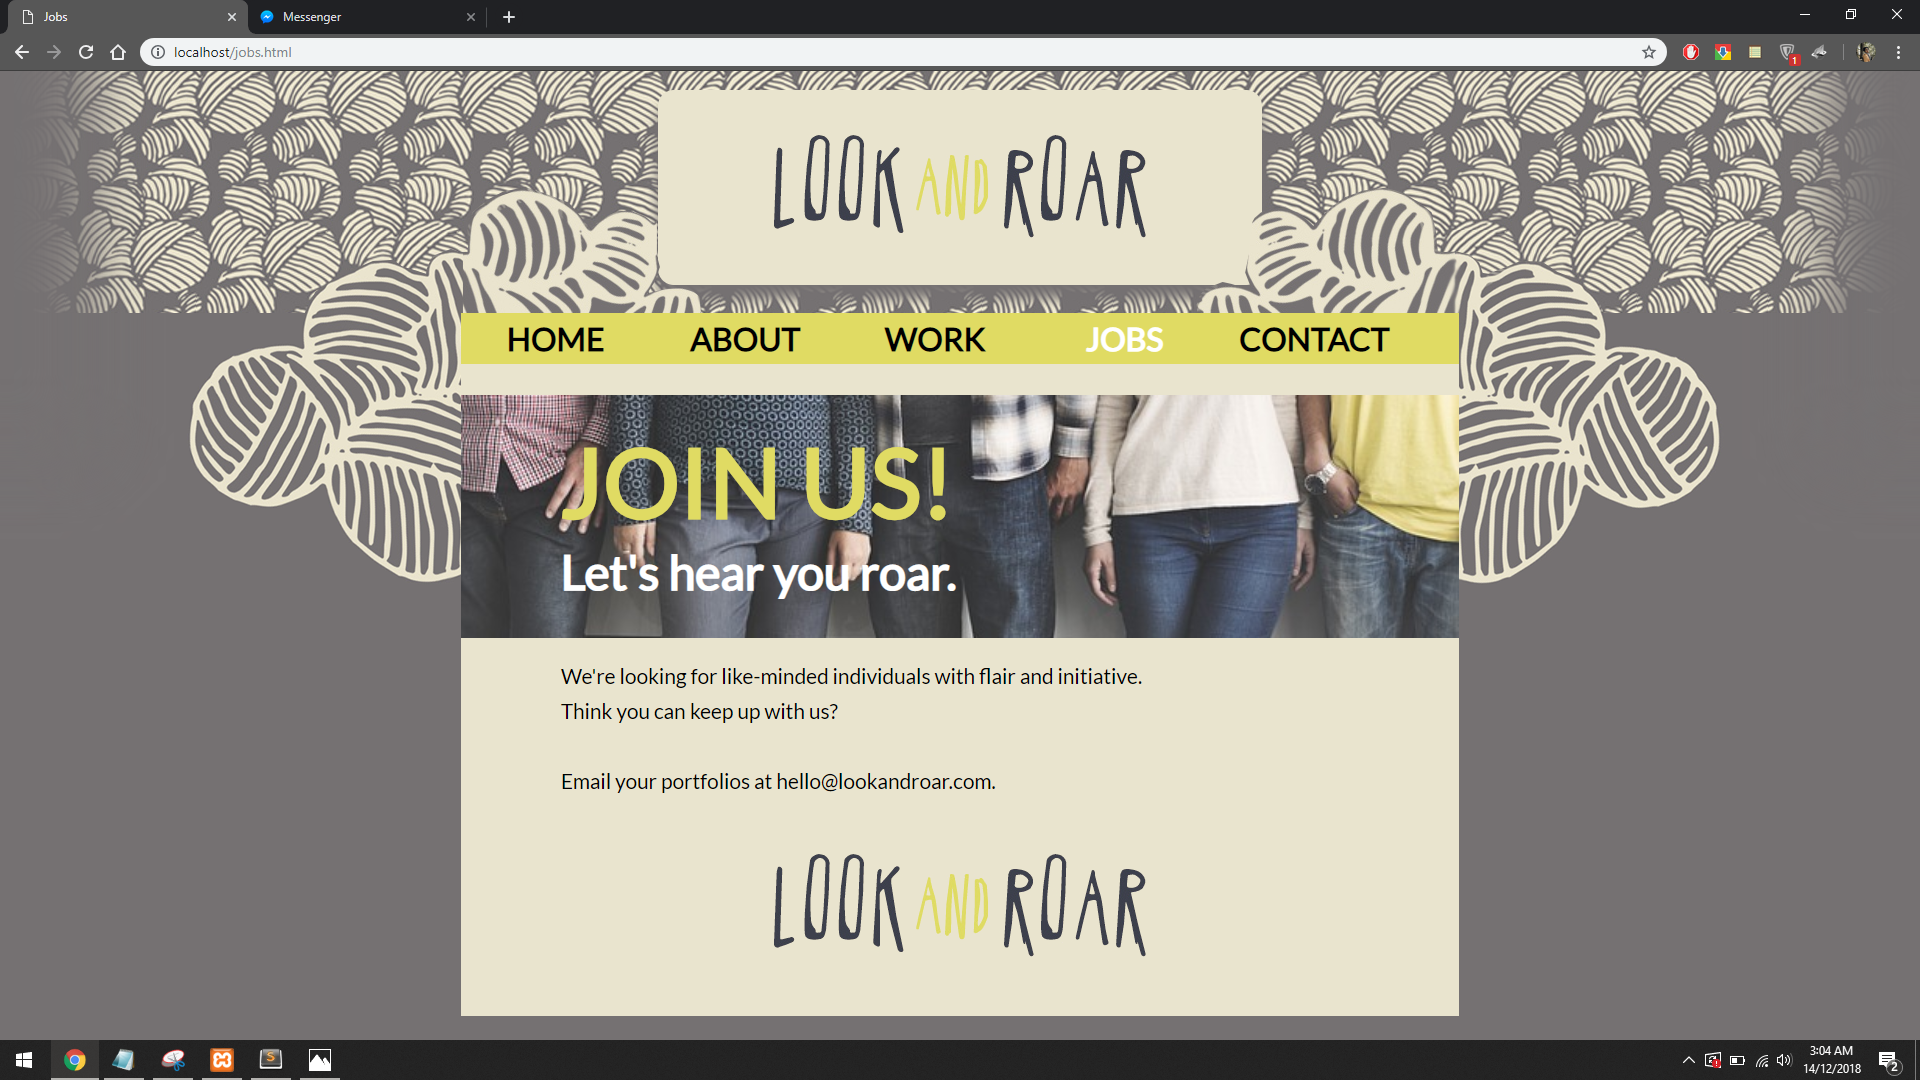 Jobs
Messenger
localhost/jobs.html
1
LOOK AND ROAR
HOME ABOUT WORK JOBS CONTACT
JOIN US!
Let's hear you roar.
We're looking for like-minded individuals with flair and initiative.
Think you can keep up with us?
Email your portfolios at hello@lookandroar.com.
LOOK AND ROAR
S
3:04 AM
14/12/2018
2